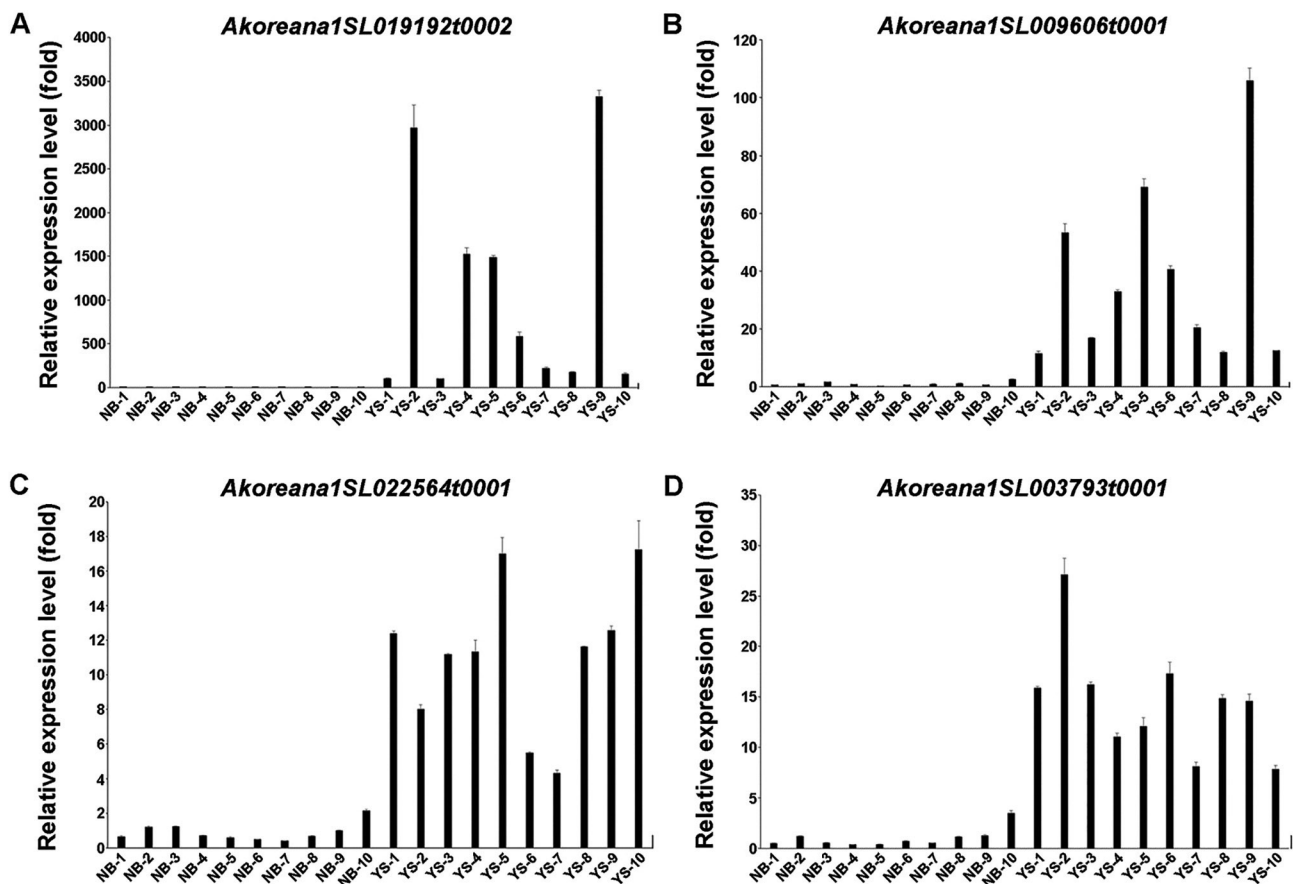 A
Akoreana1SL019192t0002
Relative expression level (fold)
4000
3500
3000
2500
2000
1500
1000
500
0
NB-1 NB-2 NB-3 NB-4 NB-5 NB-6 NB-7 NB-8 NB-9 NB-10 YS-1 YS-2 YS-3 YS-4 YS-5 YS-6 YS-7 YS-8 YS-9 YS-10
B
Akoreana1SL009606t0001
Relative expression level (fold)
120
100
80
60
40
20
0
NB-1 NB-2 NB-3 NB-4 NB-5 NB-6 NB-7 NB-8 NB-9 NB-10 YS-1 YS-2 YS-3 YS-4 YS-5 YS-6 YS-7 YS-8 YS-9 YS-10
C
Akoreana1SL022564t0001
Relative expression level (fold)
20
18
16
14
12
10
8
6
4
2
0
NB-1 NB-2 NB-3 NB-4 NB-5 NB-6 NB-7 NB-8 NB-9 NB-10 YS-1 YS-2 YS-3 YS-4 YS-5 YS-6 YS-7 YS-8 YS-9 YS-10
D
Akoreana1SL003793t0001
Relative expression level (fold)
35
30
25
20
15
10
5
0
NB-1 NB-2 NB-3 NB-4 NB-5 NB-6 NB-7 NB-8 NB-9 NB-10 YS-1 YS-2 YS-3 YS-4 YS-5 YS-6 YS-7 YS-8 YS-9 YS-10